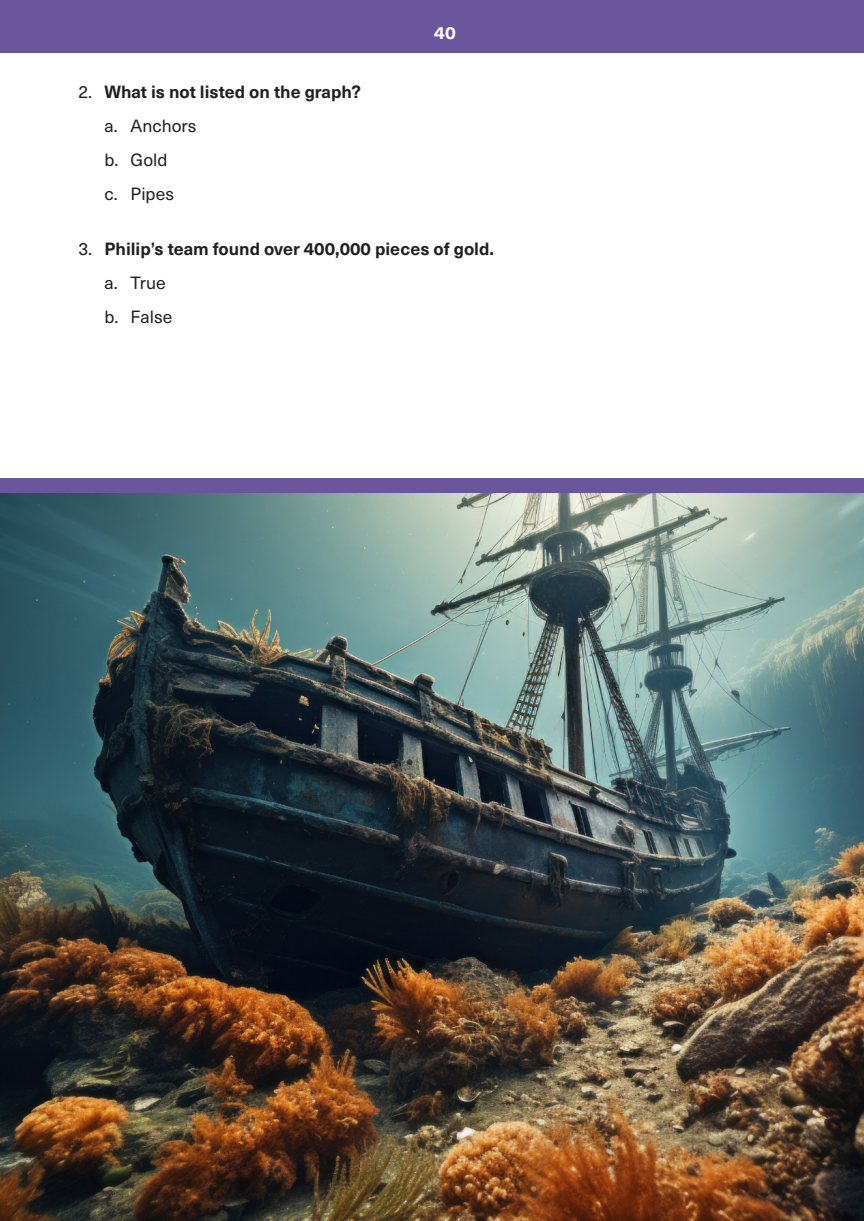 40
2. What is not listed on the graph?
a. Anchors
b. Gold
c. Pipes
3. Philip’s team found over 400,000 pieces of gold.
a. True
b. False